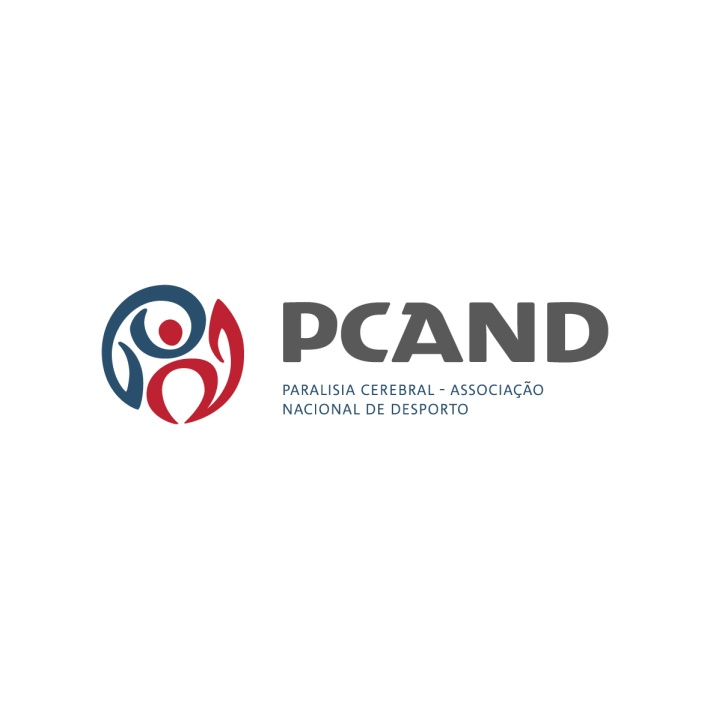 PCAND
PARALISIA CEREBRAL - ASSOCIAÇÃO
NACIONAL DE DESPORTO